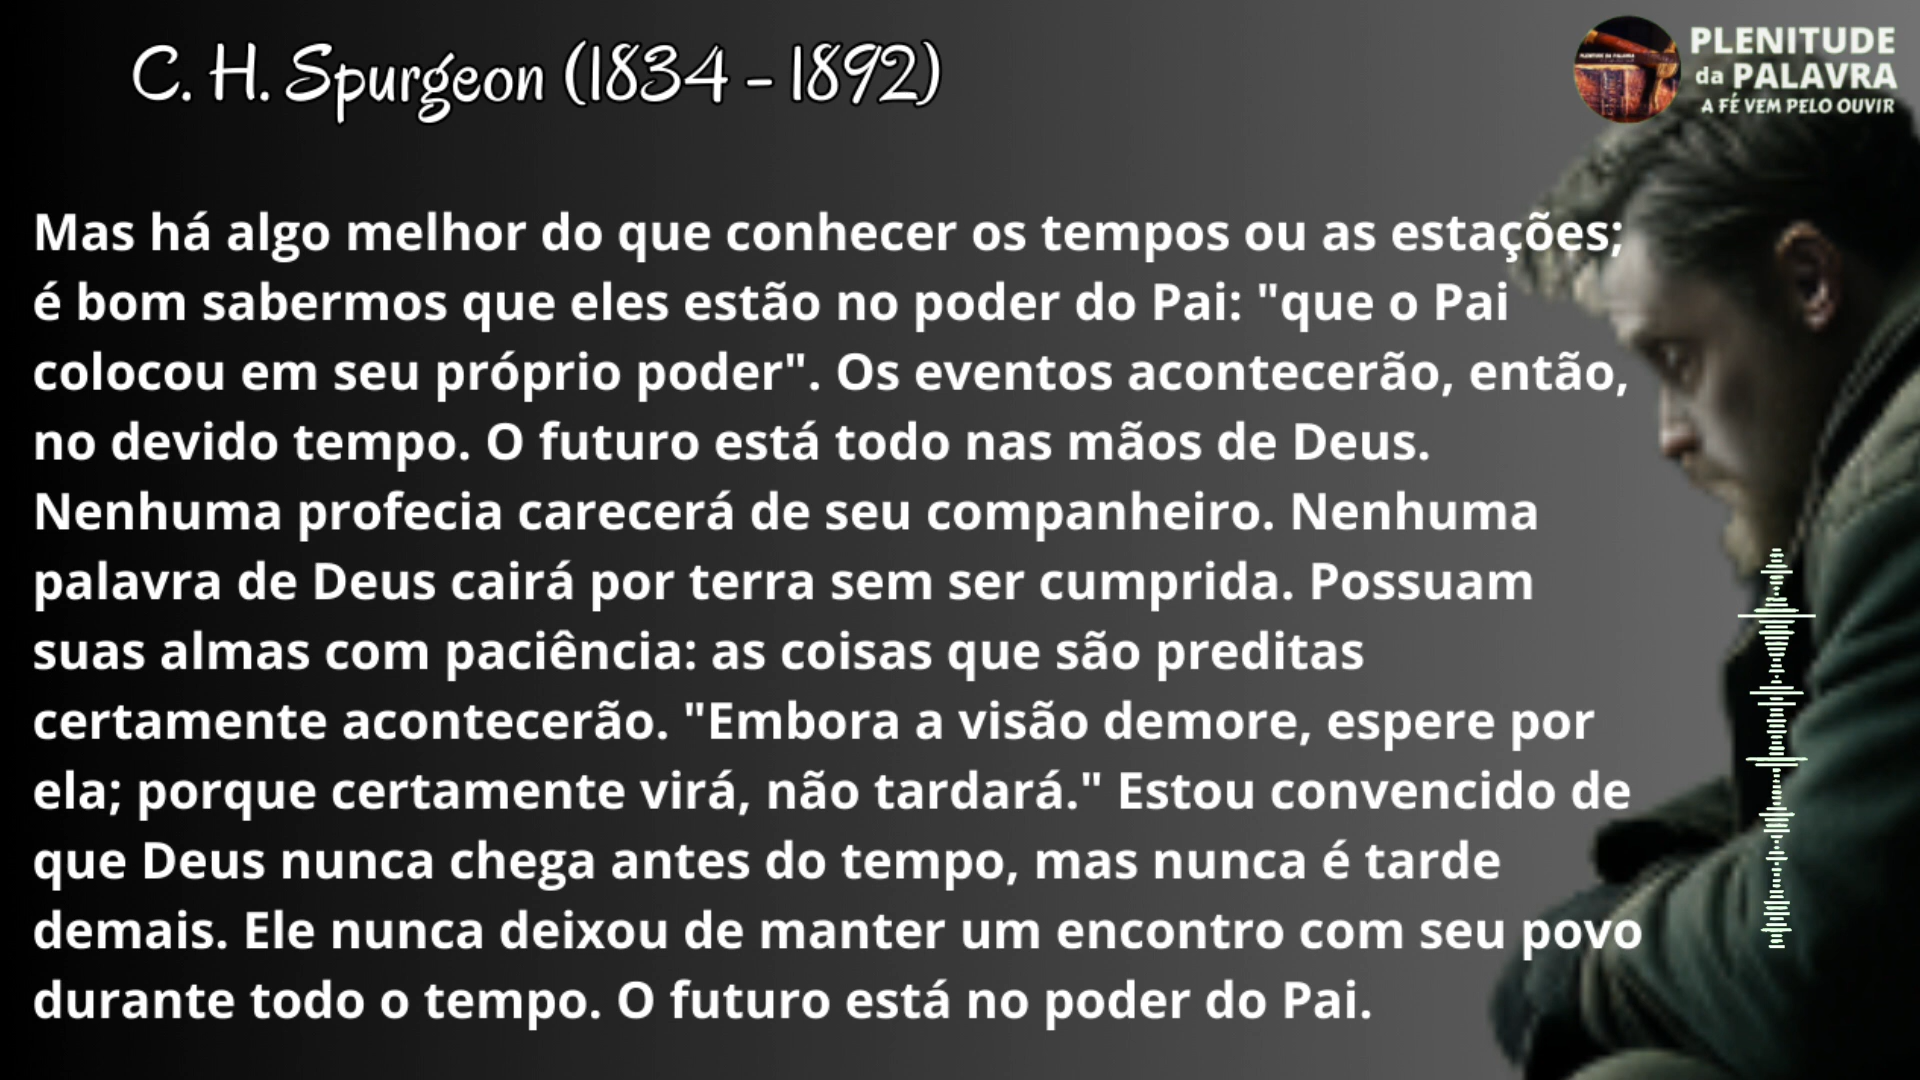 C. H. Spurgeon (1834 - 1892)
PLENITUDE
da PALAVRA
A FÉ VEM PELO OUVIR
Mas há algo melhor do que conhecer os tempos ou as estações;
é bom sabermos que eles estão no poder do Pai: "que o Pai
colocou em seu próprio poder". Os eventos acontecerão, então,
no devido tempo. O futuro está todo nas mãos de Deus.
Nenhuma profecia carecerá de seu companheiro. Nenhuma
palavra de Deus cairá por terra sem ser cumprida. Possuam
suas almas com paciência: as coisas que são preditas
certamente acontecerão. "Embora a visão demore, espere por
ela; porque certamente virá, não tardará." Estou convencido de
que Deus nunca chega antes do tempo, mas nunca é tarde
demais. Ele nunca deixou de manter um encontro com seu povo
durante todo o tempo. O futuro está no poder do Pai.